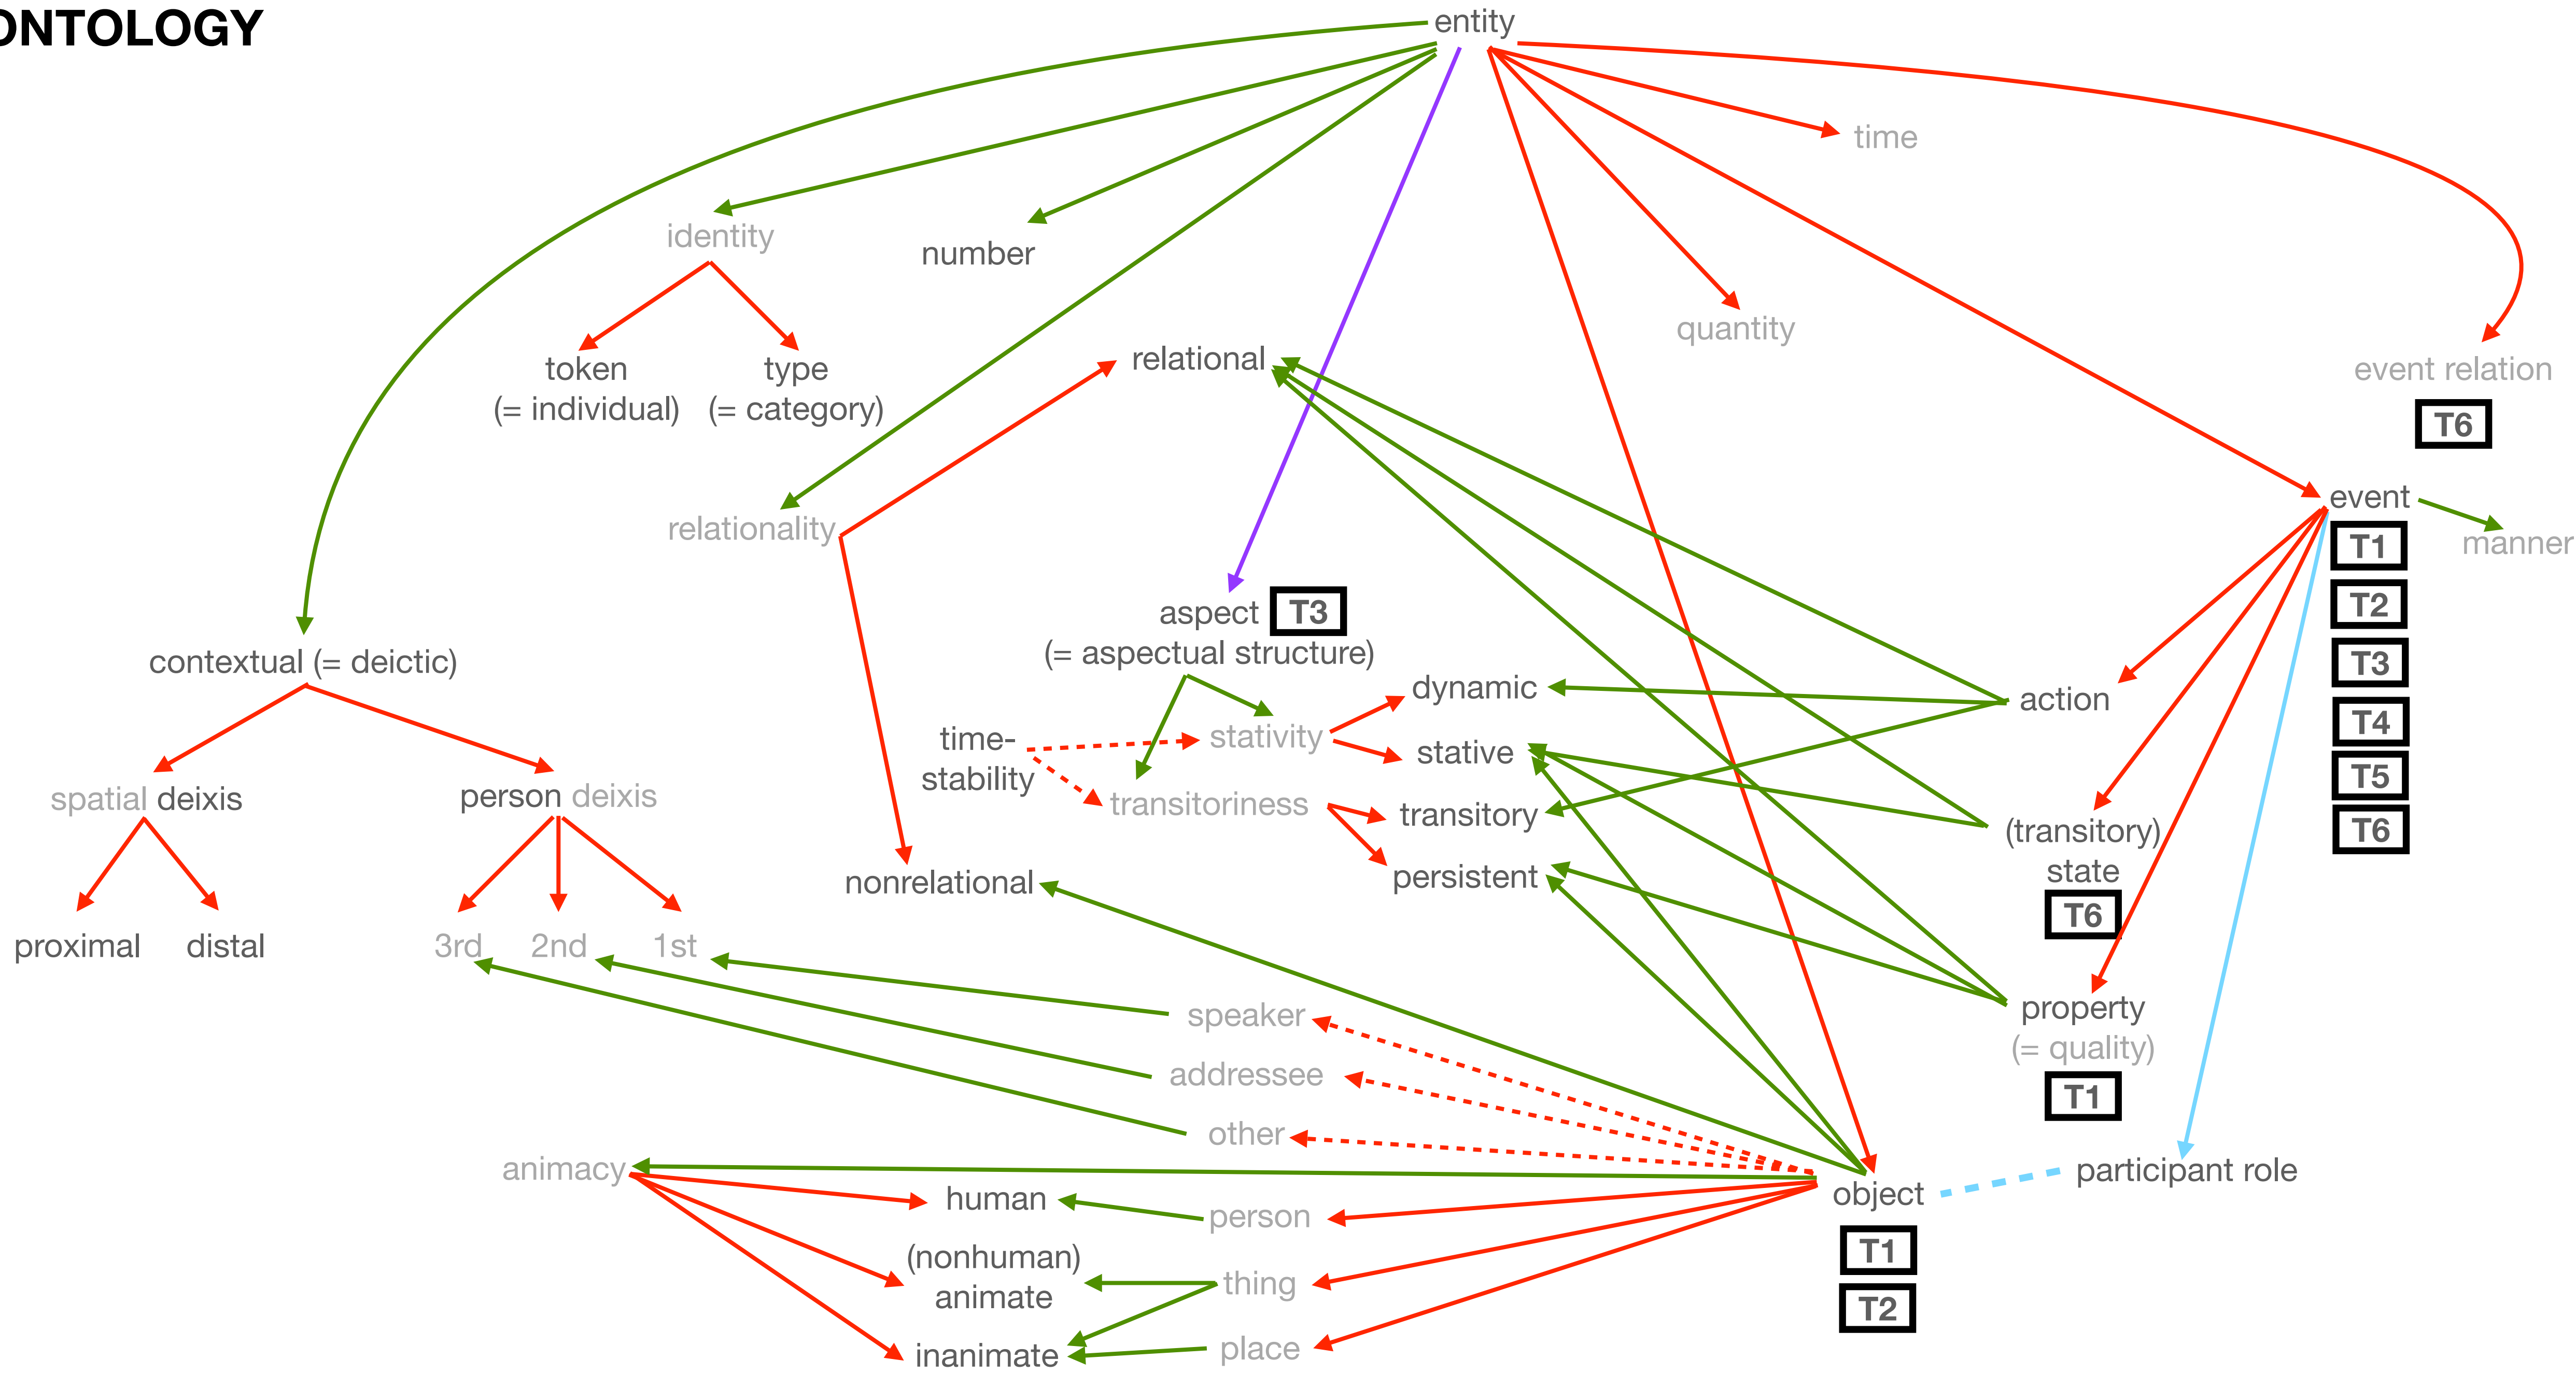 ONTOLOGY
entity
time
identity
number
quantity
token
(= individual)
type
(= category)
relational
event relation
T6
relationality
event
manner
T1
T2
T3
T4
T5
T6
aspect T3
(= aspectual structure)
contextual (= deictic)
dynamic
action
time-
stability
stativity
stative
transitoriness
transitory
persistent
(transitory)
state
T6
spatial deixis
person deixis
nonrelational
proximal
distal
3rd
2nd
1st
speaker
property
(= quality)
T1
addressee
other
animacy
participant role
object
T1
T2
human
person
(nonhuman)
animate
thing
inanimate
place